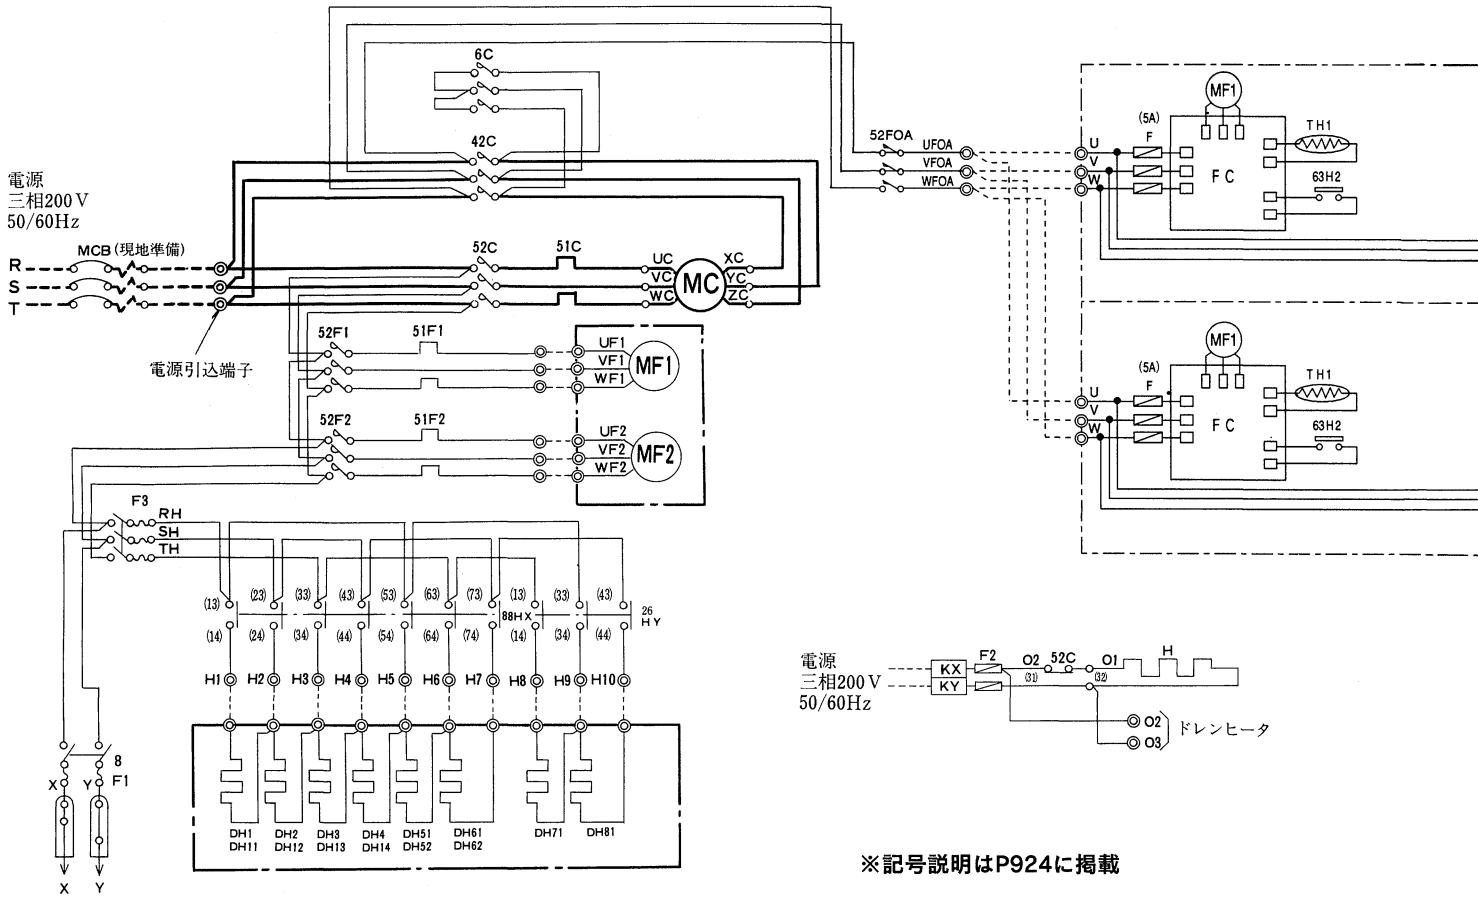 6C
42C
電源
三相200V
50/60Hz
MCB(現地準備)
R
S
T
電源引込端子
52C
51C
UC
VC
WC
MC
XC
YC
ZC
52FOA
UFOA
VFOA
WFOA
52F1
51F1
UF1
VF1
WF1
MF1
52F2
51F2
UF2
VF2
WF2
MF2
F3
RH
SH
TH
(13) (23) (33) (43) (53) (63) (73) (13) (33) (43)
88HX
26
HY
(14) (24) (34) (44) (54) (64) (74) (14) (34) (44)
H1 H2 H3 H4 H5 H6 H7 H8 H9 H10
DH1 DH2 DH3 DH4 DH51 DH61 DH71 DH81
DH11 DH12 DH13 DH14 DH52 DH62
8
F1
X Y
X Y
MF1
(5A)
F
U
V
W
FC
TH1
63H2
MF1
(5A)
F
U
V
W
FC
TH1
63H2
電源
三相200V
50/60Hz
KX
KY
F2
O2
(31)
52C
O1
(32)
H
O2
O3
ドレンヒータ
※記号説明はP924に掲載